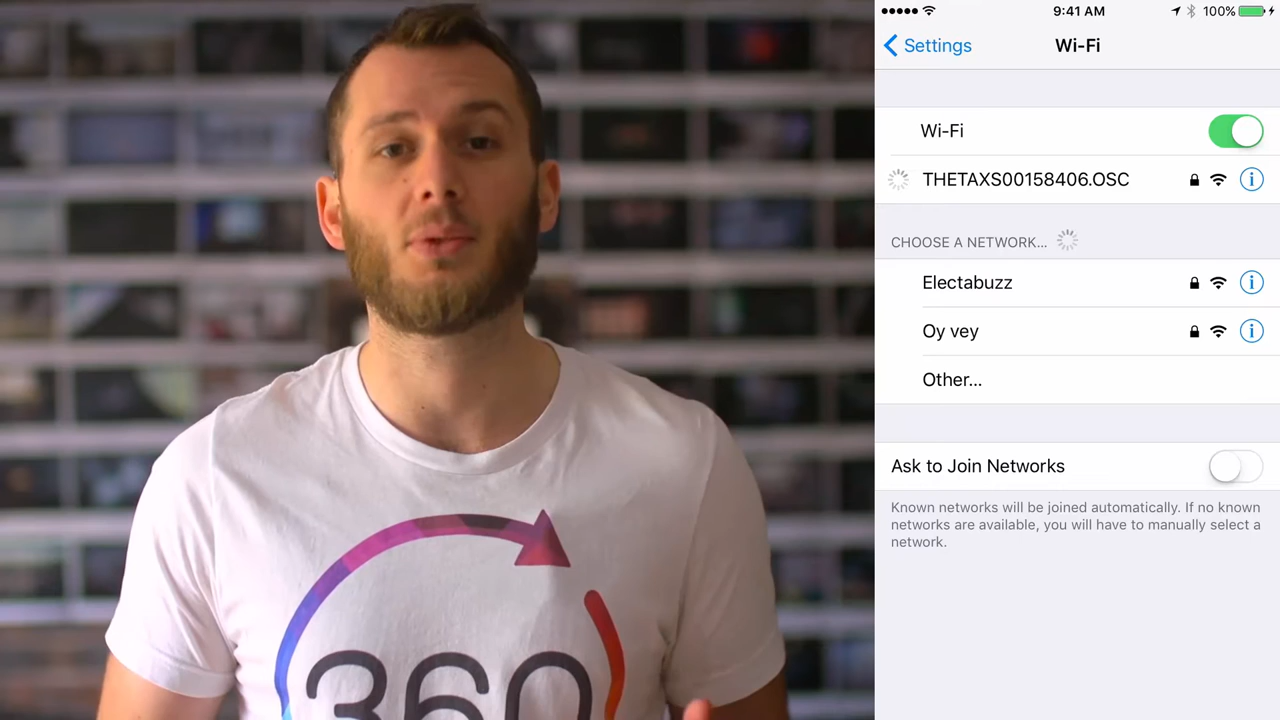 9:41 AM
100%
Settings
Wi-Fi
Wi-Fi
THETAXS00158406.OSC
CHOOSE A NETWORK...
Electabuzz
Oy vey
Other...
Ask to Join Networks
Known networks will be joined automatically. If no known
networks are available, you will have to manually select a
network.
360